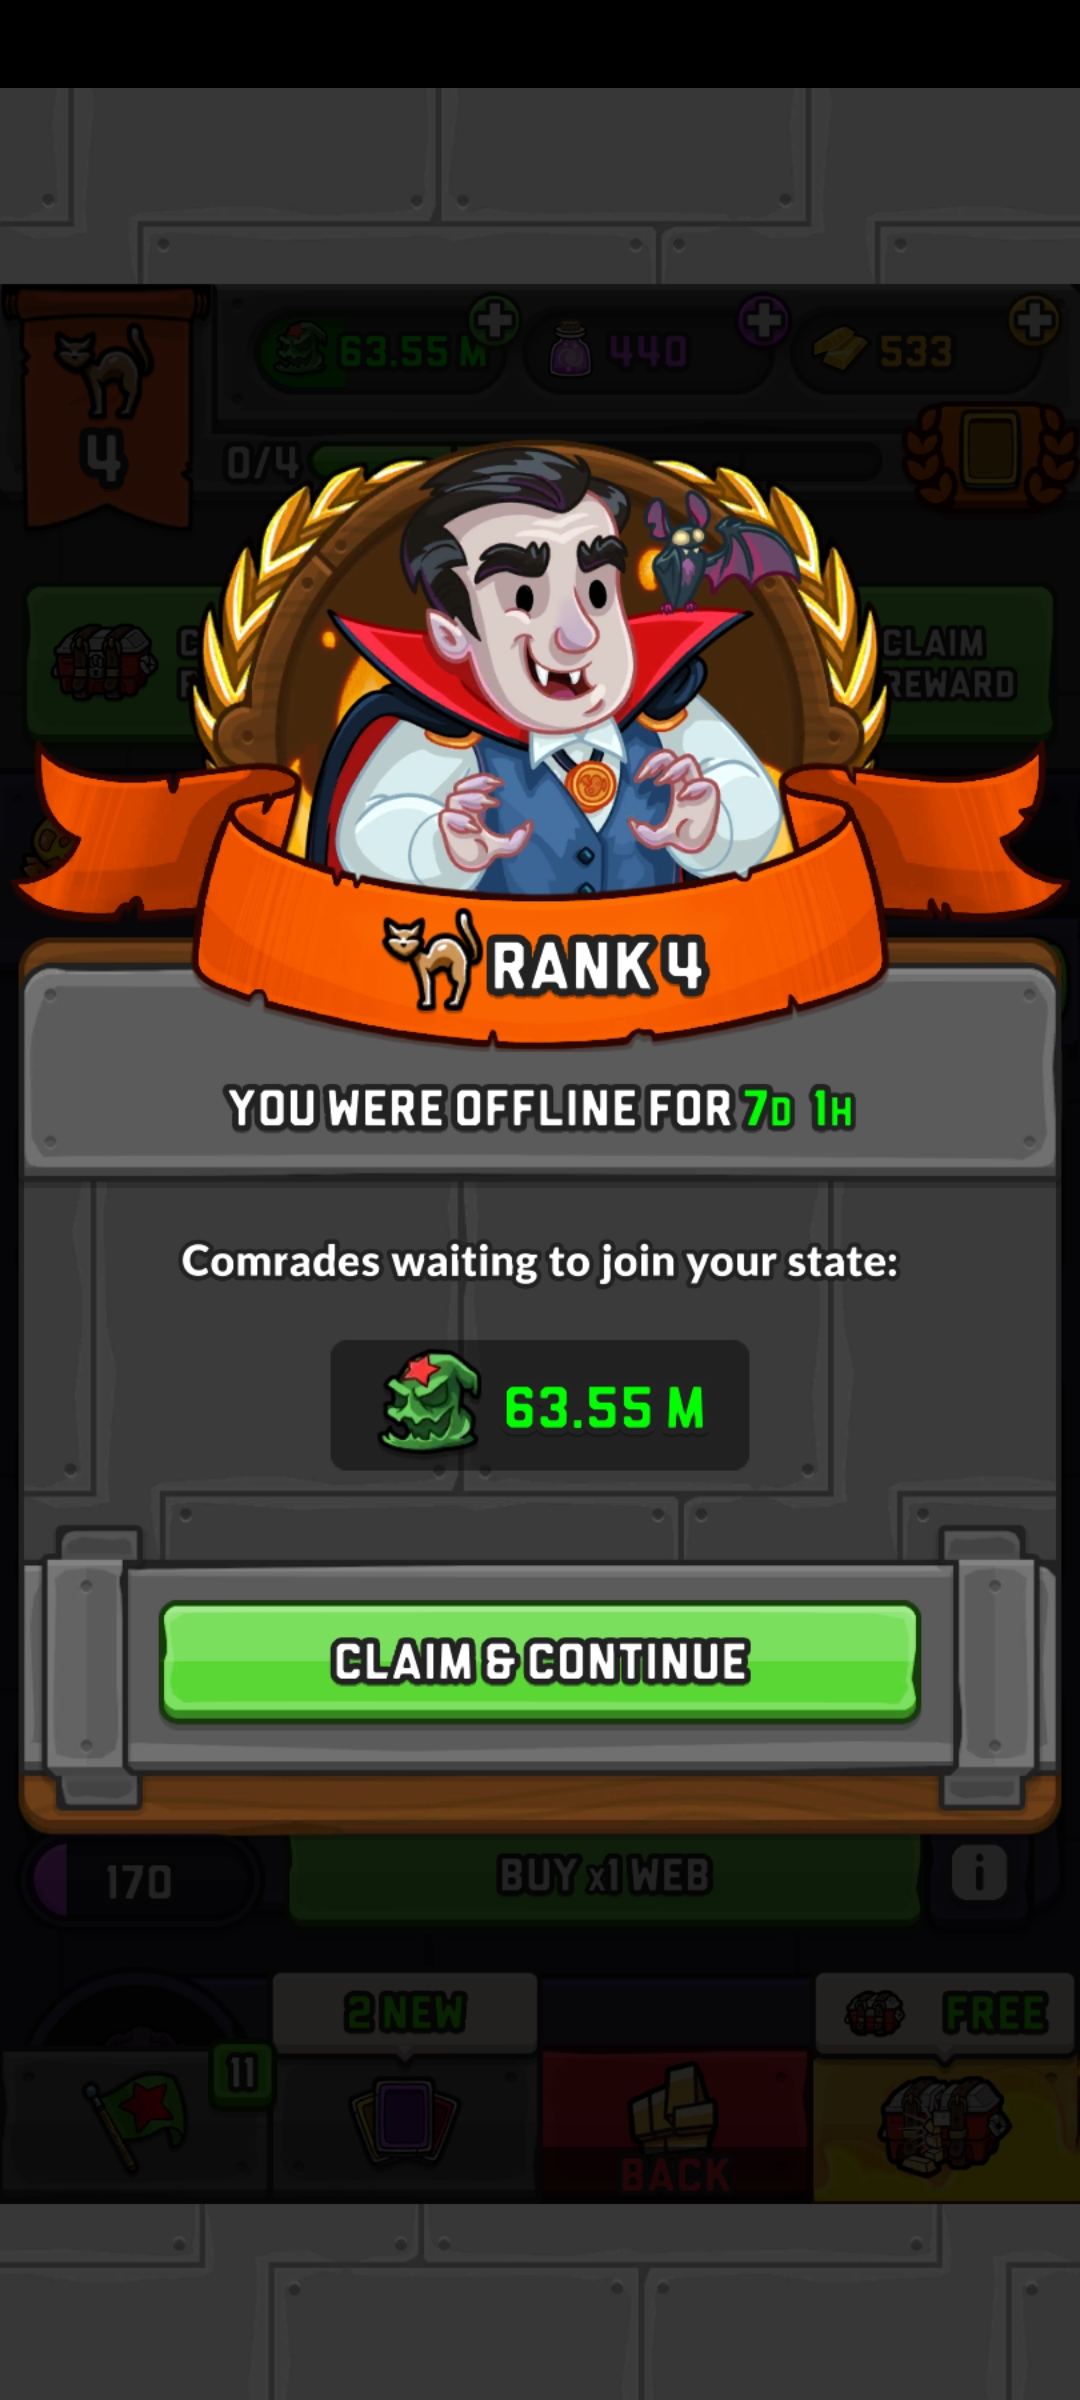 63.55 M
440
533
4
0/4
CLAIM
REWARD
RANK 4
YOU WERE OFFLINE FOR 7D 1H
Comrades waiting to join your state:
63.55 M
CLAIM & CONTINUE
170
BUY x1 WEB
i
2 NEW
FREE
11
BACK